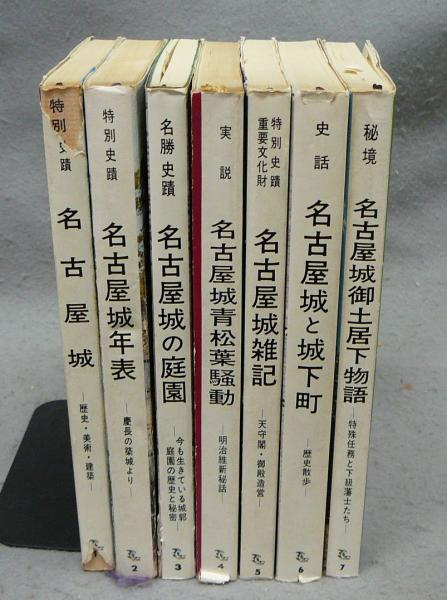 特別史蹟
名古屋城
―歴史・美術・建築
特別史蹟
名古屋城年表
慶長の築城より―
2
名勝史蹟
名古屋城の庭園
―今も生きている城郭
庭園の歴史と秘密―
3
実説
名古屋城青松葉騒動
―明治維新秘話―
4
特別史蹟
重要文化財
名古屋城雑記
―天守閣・御殿造営―
5
史話
名古屋城と城下町
―歴史散歩―
6
秘境
名古屋城御土居下物語
―特殊任務と下級藩士たち―
7